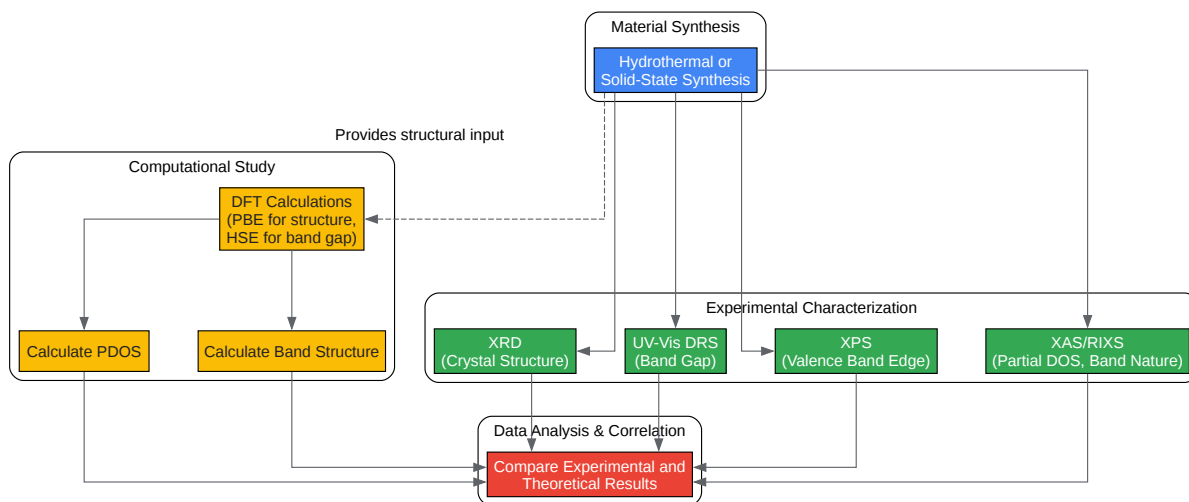 Material Synthesis
Hydrothermal or
Solid-State Synthesis
Provides structural input
Computational Study
DFT Calculations
(PBE for structure,
HSE for band gap)
Calculate PDOS
Calculate Band Structure
Experimental Characterization
XRD
(Crystal Structure)
UV-Vis DRS
(Band Gap)
XPS
(Valence Band Edge)
XAS/RIXS
(Partial DOS, Band Nature)
Data Analysis & Correlation
Compare Experimental and
Theoretical Results